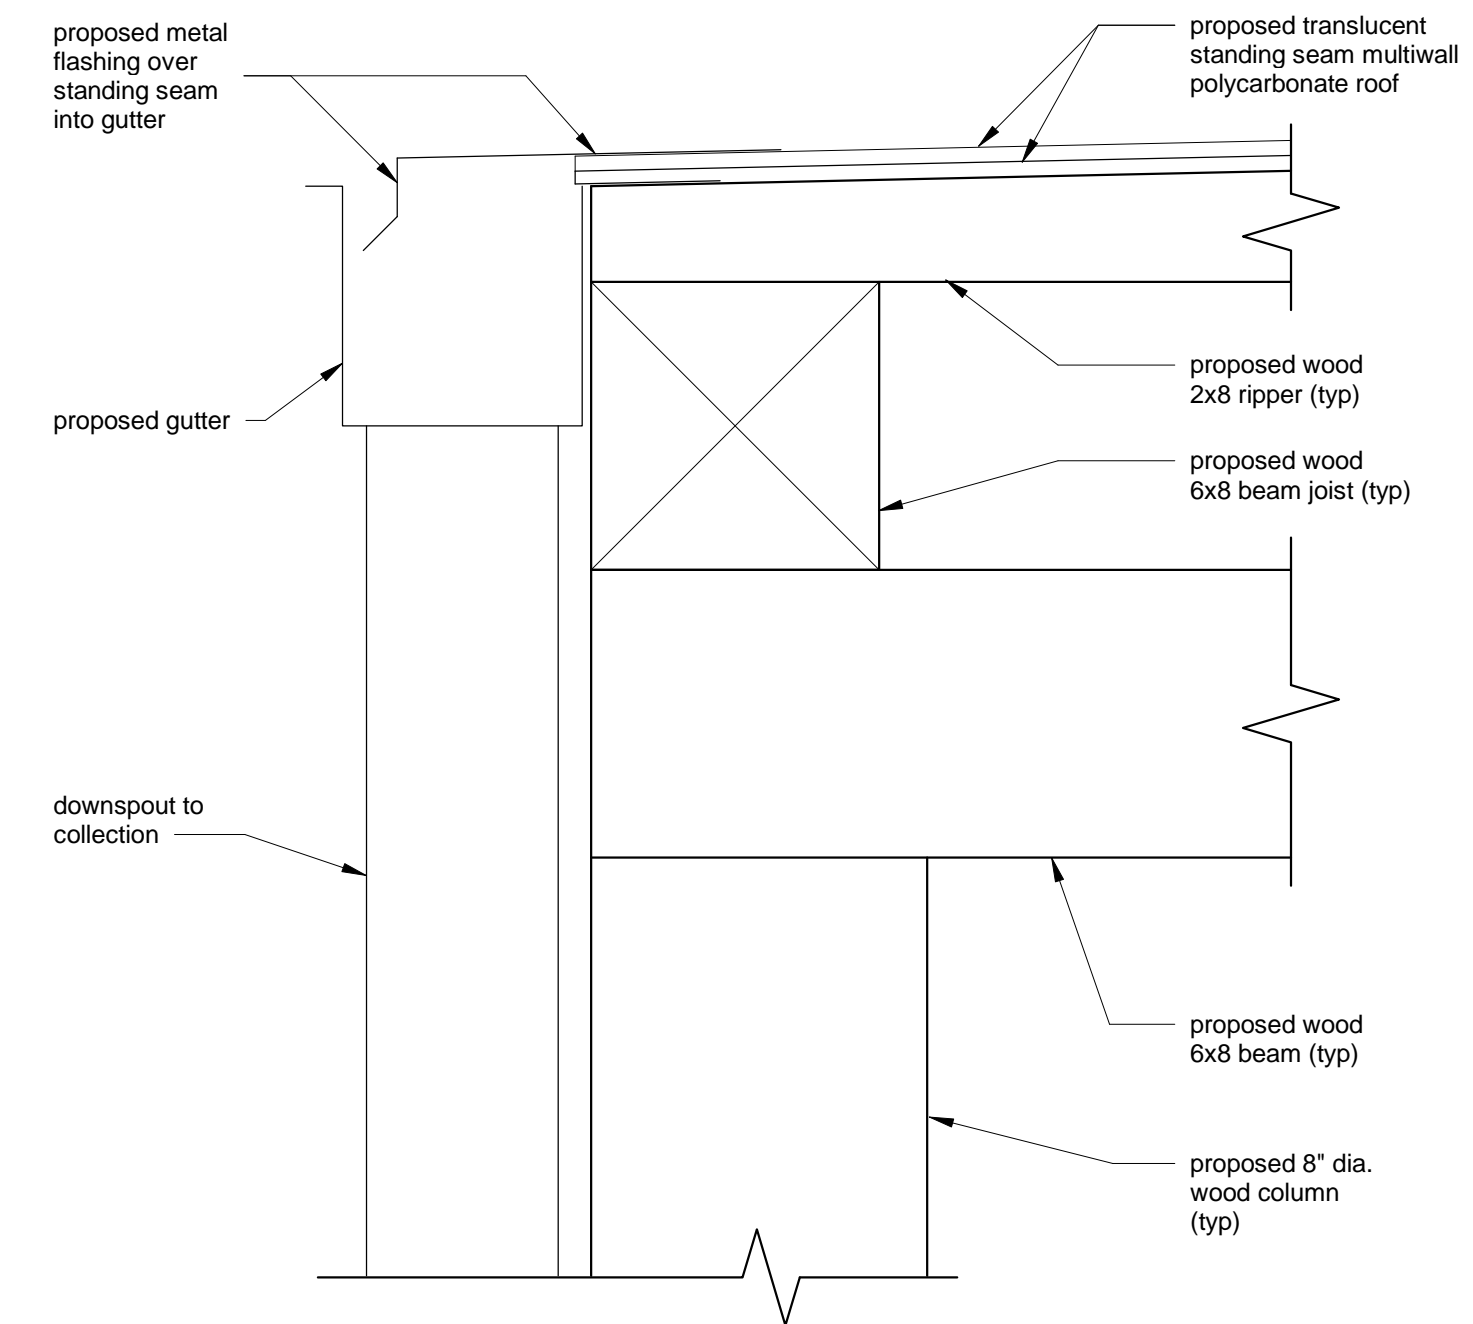 proposed metal
flashing over
standing seam
into gutter
proposed translucent
standing seam multiwall
polycarbonate roof
proposed wood
2x8 ripper (typ)
proposed gutter
proposed wood
6x8 beam joist (typ)
downspout to
collection
proposed wood
6x8 beam (typ)
proposed 8" dia.
wood column
(typ)